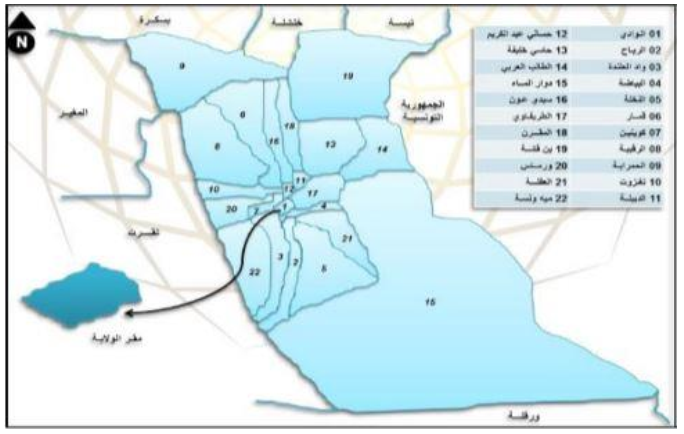 بسكرة
خنشلة
تبسة
N
المغير
الجمهورية
التونسية
تقرت
مقر الولاية
ورقلة
01 الوادي
02 الرباح
03 واد العلندة
04 البياضة
05 النخلة
06 قمار
07 كوينين
08 الرقيبة
09 الحمراية
10 تغزوت
11 الدبيلة
12 حساني عبد الكريم
13 حاسي خليفة
14 الطالب العربي
15 دوار الماء
16 سيدي عون
17 الطريفاوي
18 المقرن
19 بن قشة
20 ورماس
21 العقلة
22 ميه ونسة
9
19
6
8
16
18
13
14
11
10
12
17
20
7
1
4
21
22
3
2
5
15